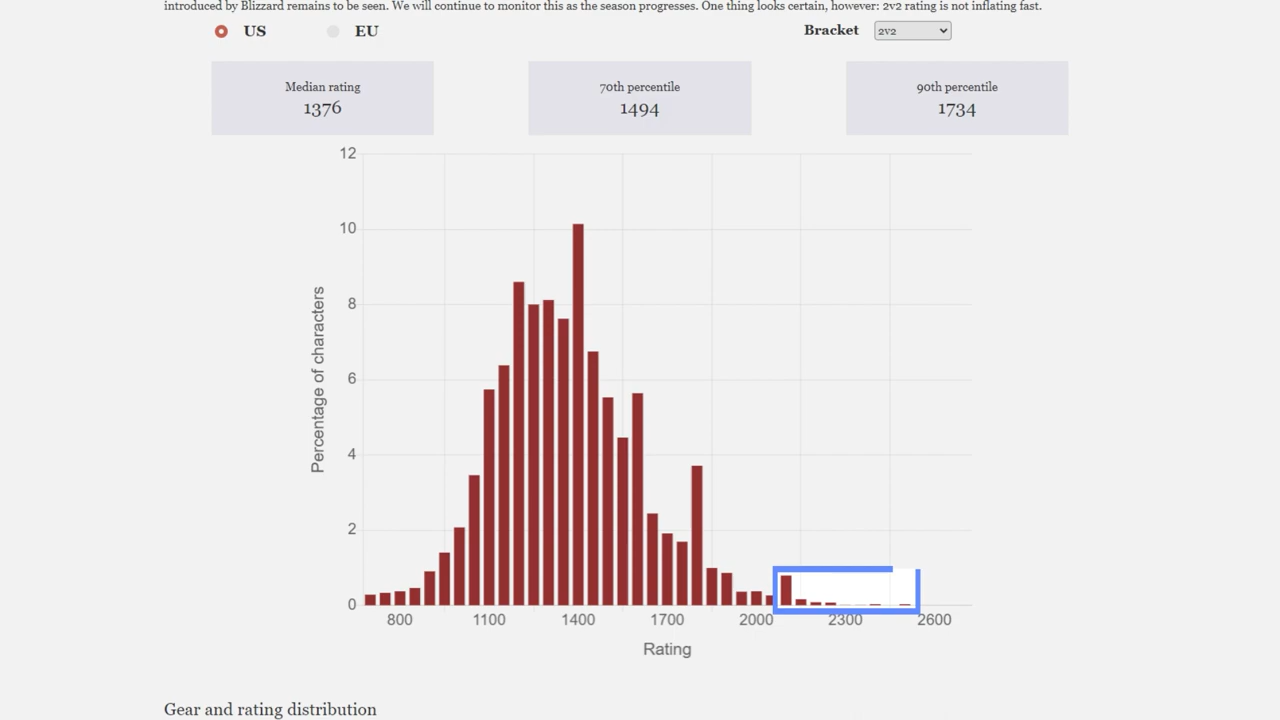 introduced by Blizzard remains to be seen. We will continue to monitor this as the season progresses. One thing looks certain, however: 2v2 rating is not inflating fast.
US EU Bracket 2v2
Median rating 70th percentile 90th percentile
1376 1494 1734
12
10
8
6
4
2
0
Percentage of characters
800 1100 1400 1700 2000 2300 2600
Rating
Gear and rating distribution